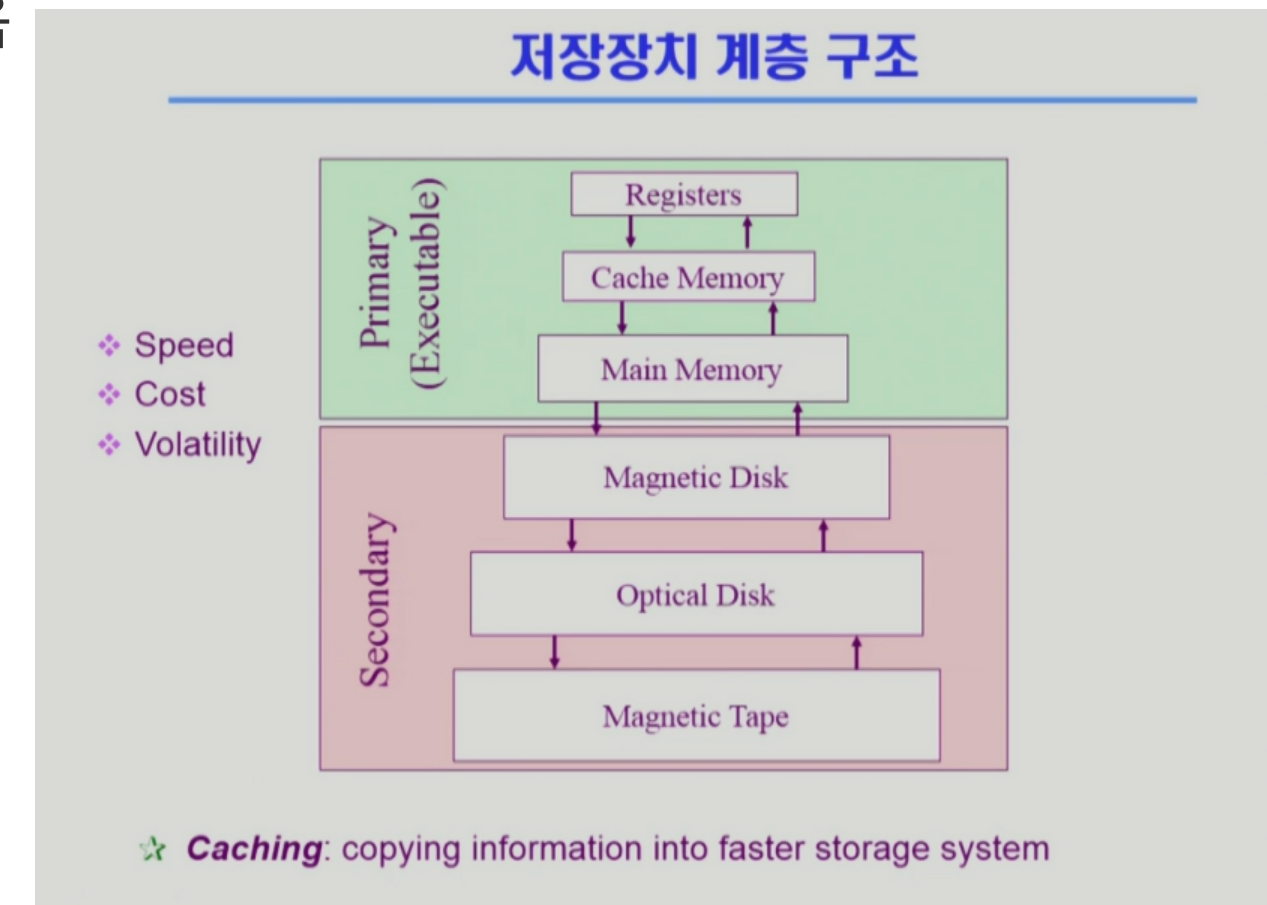 저장장치 계층 구조
Primary
(Executable)
Registers
Cache Memory
Main Memory
Speed
Cost
Volatility
Secondary
Magnetic Disk
Optical Disk
Magnetic Tape
Caching: copying information into faster storage system